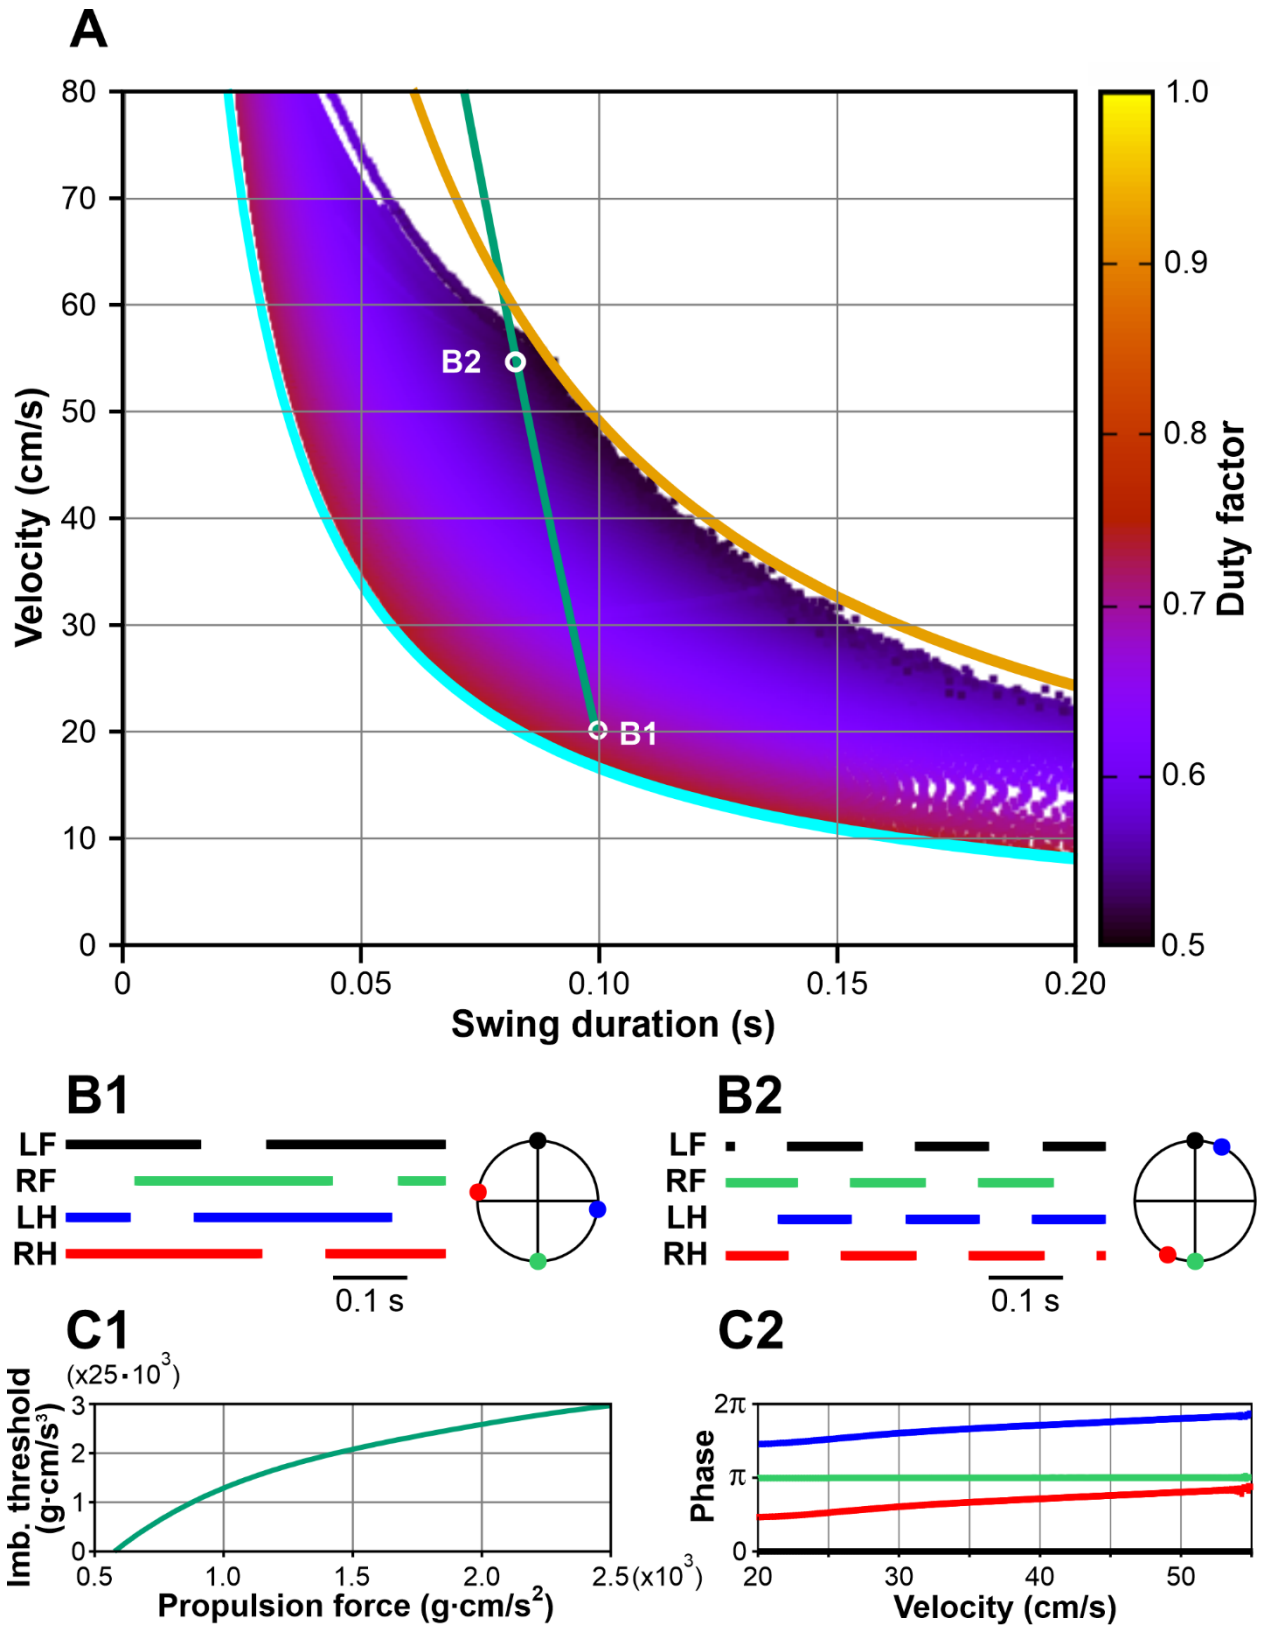 A
80
70
60
50
40
30
20
10
0
Velocity (cm/s)
B2
B1
0 0.05 0.10 0.15 0.20
Swing duration (s)
1.0
0.9
0.8
0.7
0.6
0.5
Duty factor
B1
LF
RF
LH
RH
0.1 s
B2
LF
RF
LH
RH
0.1 s
C1
(x25·10³)
Imb. threshold
(g·cm/s³)
3
2
1
0
0.5 1.0 1.5 2.0 2.5(x10³)
Propulsion force (g·cm/s²)
C2
Phase
2π
π
0
20 30 40 50
Velocity (cm/s)